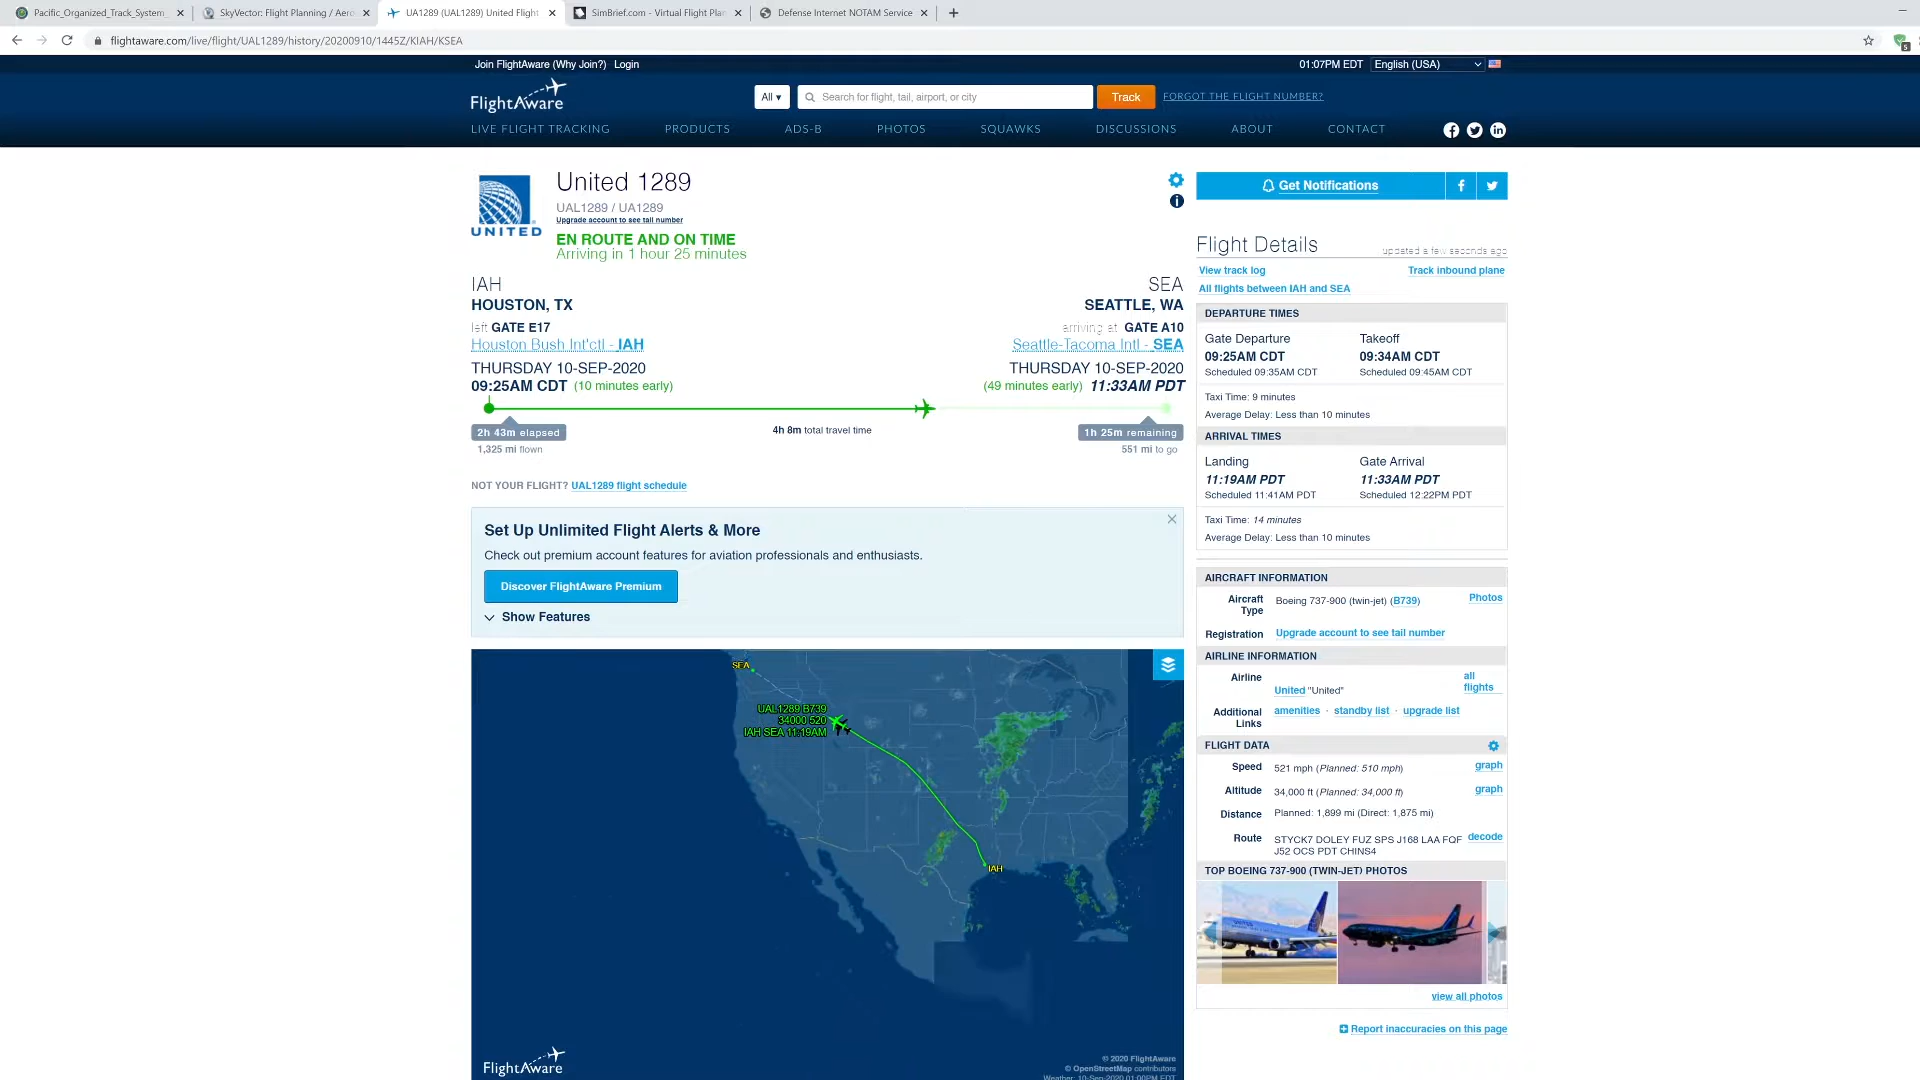 Pacific_Organized_Track_System_
SkyVector: Flight Planning / Aero
UA1289 (UAL1289) United Flight
SimBrief.com - Virtual Flight Plan
Defense Internet NOTAM Service
flightaware.com/live/flight/UAL1289/history/20200910/1445Z/KIAH/KSEA
Join FlightAware (Why Join?) Login
01:07PM EDT English (USA)
FlightAware
All ▾ Search for flight, tail, airport, or city Track FORGOT THE FLIGHT NUMBER?
LIVE FLIGHT TRACKING PRODUCTS ADS-B PHOTOS SQUAWKS DISCUSSIONS ABOUT CONTACT
UNITED
United 1289
UAL1289 / UA1289
Upgrade account to see tail number
EN ROUTE AND ON TIME
Arriving in 1 hour 25 minutes
IAH
HOUSTON, TX
left GATE E17
Houston Bush Int'ctl - IAH
THURSDAY 10-SEP-2020
09:25AM CDT (10 minutes early)
SEA
SEATTLE, WA
arriving at GATE A10
Seattle-Tacoma Intl - SEA
THURSDAY 10-SEP-2020
(49 minutes early) 11:33AM PDT
2h 43m elapsed
1,325 mi flown
4h 8m total travel time
1h 25m remaining
551 mi to go
NOT YOUR FLIGHT? UAL1289 flight schedule
Set Up Unlimited Flight Alerts & More
Check out premium account features for aviation professionals and enthusiasts.
Discover FlightAware Premium
Show Features
SEA
UAL1289 B739
34000 520
IAH SEA 11:19AM
IAH
FlightAware
© 2020 FlightAware
© OpenStreetMap contributors
Weather: 10-Sep-2020 01:00PM EDT
Get Notifications
Flight Details updated a few seconds ago
View track log Track inbound plane
All flights between IAH and SEA
DEPARTURE TIMES
Gate Departure Takeoff
09:25AM CDT 09:34AM CDT
Scheduled 09:35AM CDT Scheduled 09:45AM CDT
Taxi Time: 9 minutes
Average Delay: Less than 10 minutes
ARRIVAL TIMES
Landing Gate Arrival
11:19AM PDT 11:33AM PDT
Scheduled 11:41AM PDT Scheduled 12:22PM PDT
Taxi Time: 14 minutes
Average Delay: Less than 10 minutes
AIRCRAFT INFORMATION
Aircraft Type Boeing 737-900 (twin-jet) (B739) Photos
Registration Upgrade account to see tail number
AIRLINE INFORMATION
Airline United "United" all flights
Additional Links amenities · standby list · upgrade list
FLIGHT DATA
Speed 521 mph (Planned: 510 mph) graph
Altitude 34,000 ft (Planned: 34,000 ft) graph
Distance Planned: 1,899 mi (Direct: 1,875 mi)
Route STYCK7 DOLEY FUZ SPS J168 LAA FQF decode
J52 OCS PDT CHINS4
TOP BOEING 737-900 (TWIN-JET) PHOTOS
view all photos
Report inaccuracies on this page